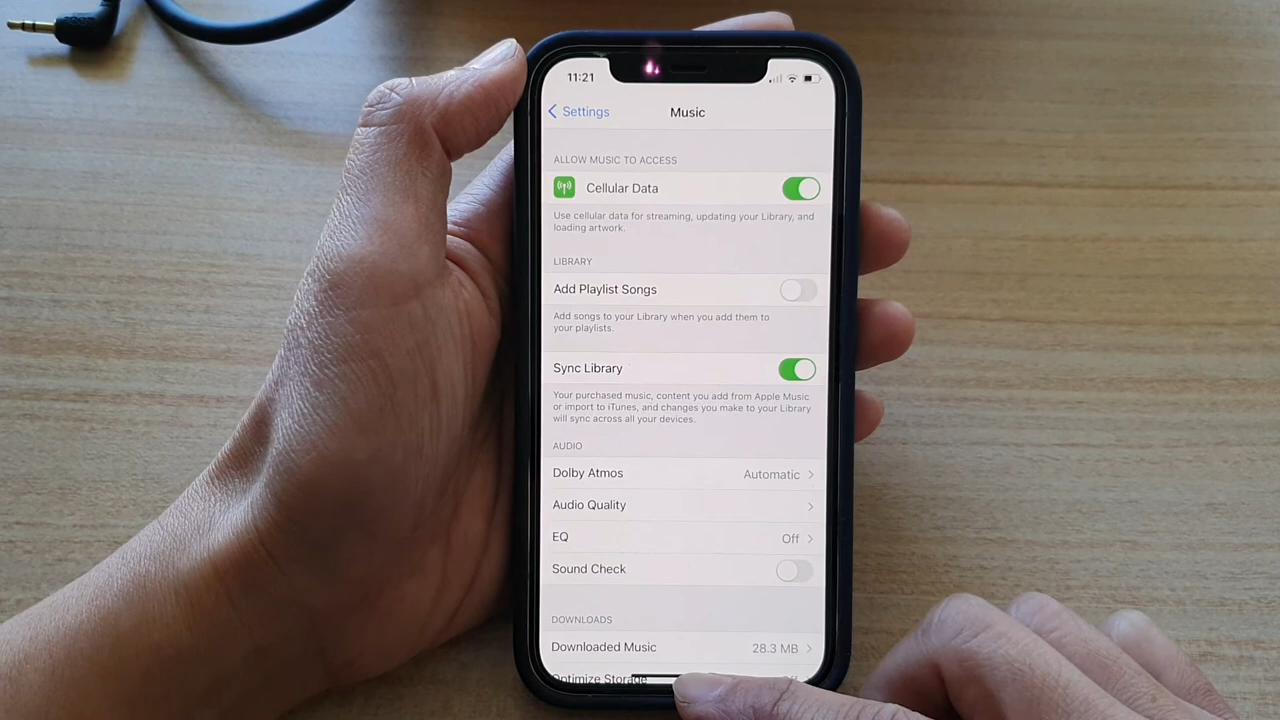 11:21
Settings
Music
ALLOW MUSIC TO ACCESS
Cellular Data
Use cellular data for streaming, updating your Library, and
loading artwork.
LIBRARY
Add Playlist Songs
Add songs to your Library when you add them to
your playlists.
Sync Library
Your purchased music, content you add from Apple Music
or import to iTunes, and changes you make to your Library
will sync across all your devices.
AUDIO
Dolby Atmos Automatic
Audio Quality
EQ Off
Sound Check
DOWNLOADS
Downloaded Music 28.3 MB
Optimize Storage